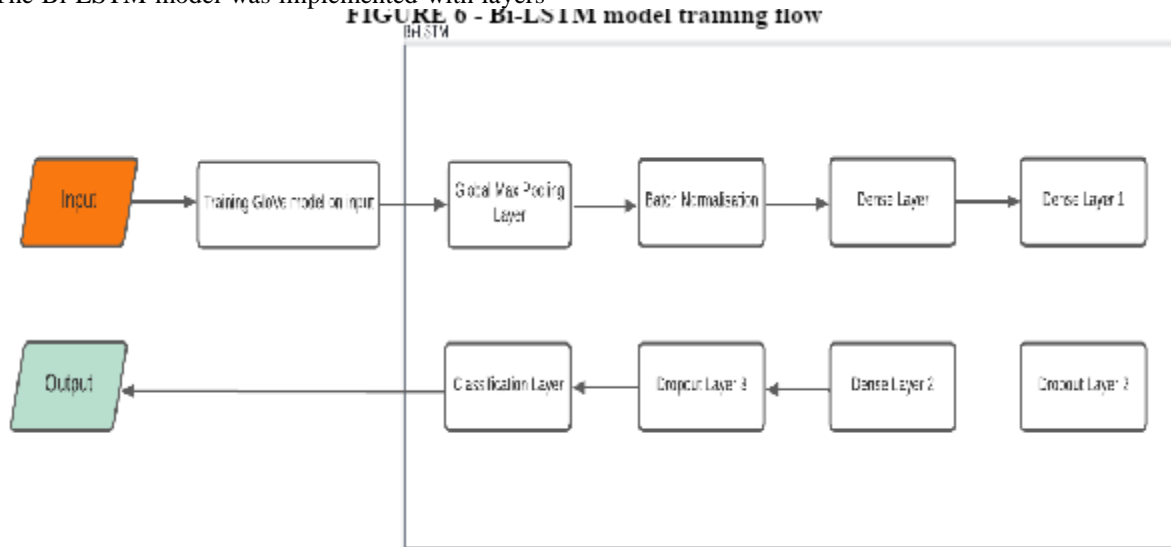 The Bi-LSTM model was implemented with layers
FIGURE 6 - Bi-LSTM model training flow
Bi-LSTM
Input
Training GloVe model on input
Global Max Pooling
Layer
Batch Normalisation
Dense Layer
Dense Layer 1
Output
Classification Layer
Dropout Layer 3
Dense Layer 2
Dropout Layer 2